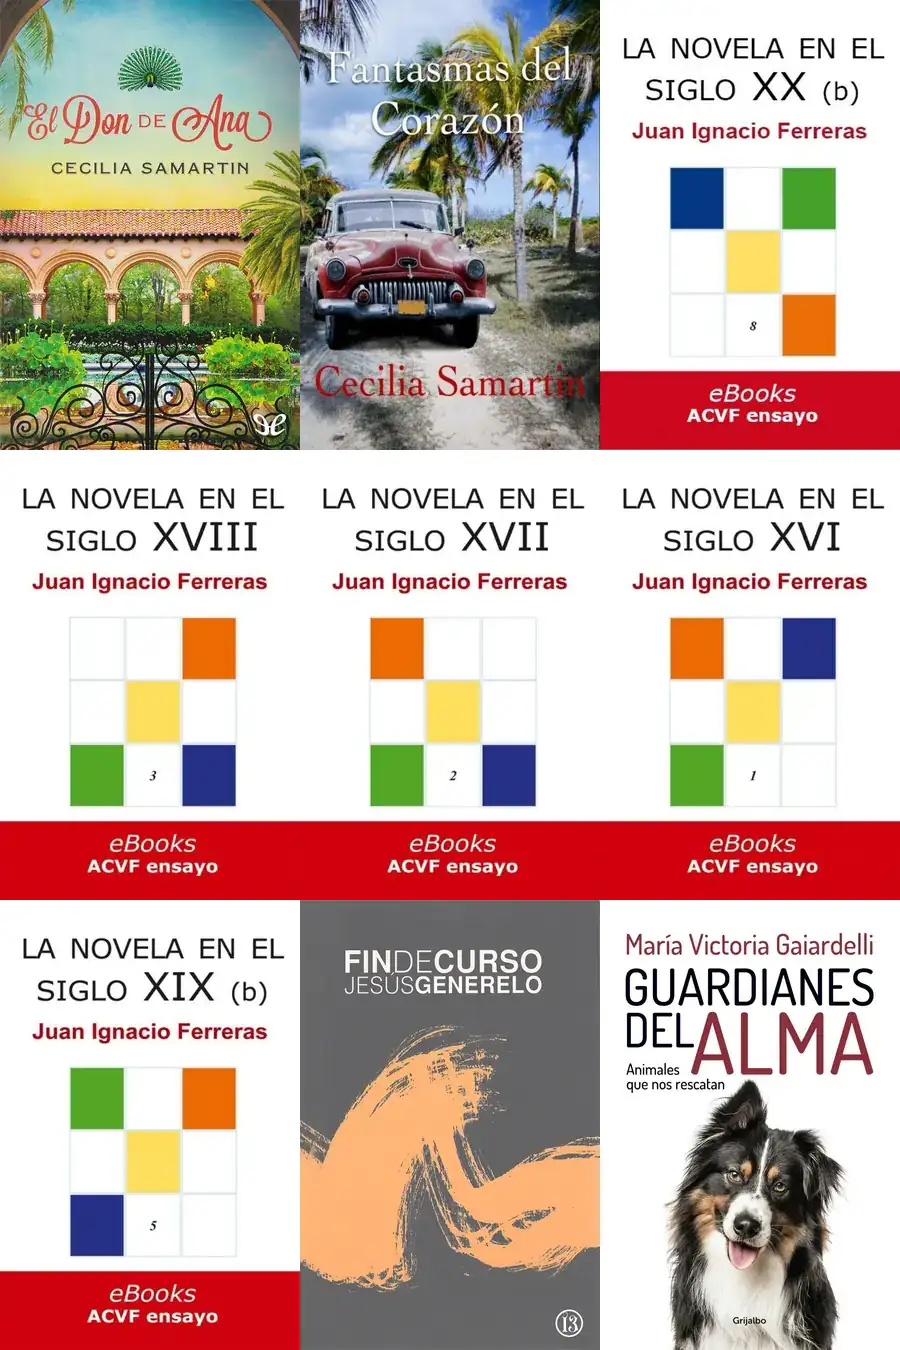 El Don DE Ana
CECILIA SAMARTIN
Fantasmas del
Corazón
Cecilia Samartin
LA NOVELA EN EL
SIGLO XX (b)
Juan Ignacio Ferreras
8
eBooks
ACVF ensayo
LA NOVELA EN EL
SIGLO XVIII
Juan Ignacio Ferreras
3
eBooks
ACVF ensayo
LA NOVELA EN EL
SIGLO XVII
Juan Ignacio Ferreras
2
eBooks
ACVF ensayo
LA NOVELA EN EL
SIGLO XVI
Juan Ignacio Ferreras
1
eBooks
ACVF ensayo
LA NOVELA EN EL
SIGLO XIX (b)
Juan Ignacio Ferreras
5
eBooks
ACVF ensayo
FINDECURSO
JESÚSGENERELO
13
María Victoria Gaiardelli
GUARDIANES
DEL ALMA
Animales
que nos rescatan
Grijalbo